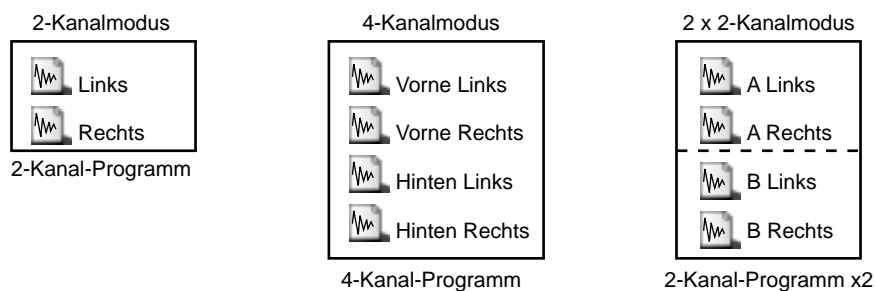 2-Kanalmodus
Links
Rechts
2-Kanal-Programm
4-Kanalmodus
Vorne Links
Vorne Rechts
Hinten Links
Hinten Rechts
4-Kanal-Programm
2 x 2-Kanalmodus
A Links
A Rechts
B Links
B Rechts
2-Kanal-Programm x2